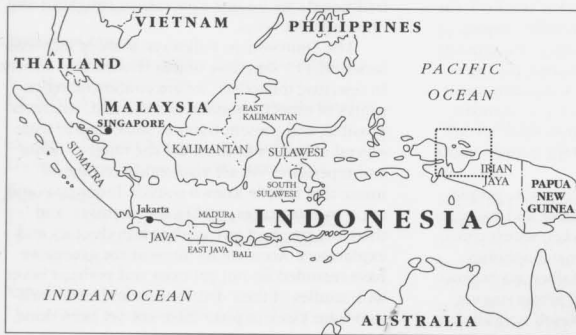 VIETNAM
PHILIPPINES
THAILAND
PACIFIC
OCEAN
MALAYSIA
SINGAPORE
EAST
KALIMANTAN
KALIMANTAN
SULAWESI
SUMATRA
IRIAN
JAYA
PAPUA
NEW
GUINEA
SOUTH
SULAWESI
Jakarta
MADURA
INDONESIA
JAVA
EAST JAVA
BALI
INDIAN OCEAN
AUSTRALIA